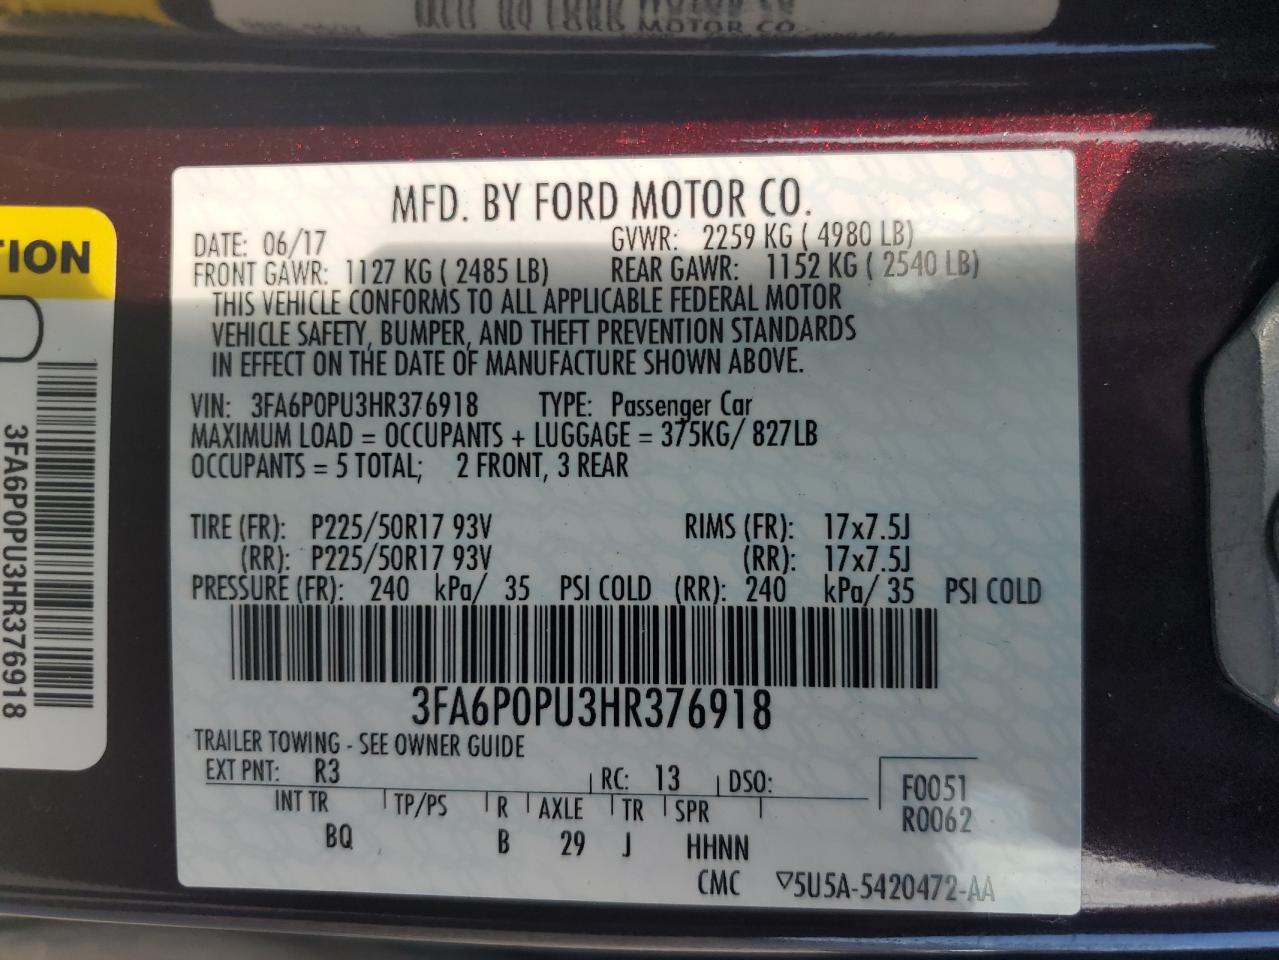 MOTOR CO.
MFD. BY FORD MOTOR CO.
DATE: 06/17 GVWR: 2259 KG ( 4980 LB)
FRONT GAWR: 1127 KG ( 2485 LB) REAR GAWR: 1152 KG ( 2540 LB)
THIS VEHICLE CONFORMS TO ALL APPLICABLE FEDERAL MOTOR
VEHICLE SAFETY, BUMPER, AND THEFT PREVENTION STANDARDS
IN EFFECT ON THE DATE OF MANUFACTURE SHOWN ABOVE.
VIN: 3FA6P0PU3HR376918 TYPE: Passenger Car
MAXIMUM LOAD = OCCUPANTS + LUGGAGE = 375KG/ 827LB
OCCUPANTS = 5 TOTAL; 2 FRONT, 3 REAR
TIRE (FR): P225/50R17 93V RIMS (FR): 17x7.5J
(RR): P225/50R17 93V (RR): 17x7.5J
PRESSURE (FR): 240 kPa/ 35 PSI COLD (RR): 240 kPa/ 35 PSI COLD
3FA6P0PU3HR376918
TRAILER TOWING - SEE OWNER GUIDE
EXT PNT: R3 RC: 13 DSO:
INT TR TP/PS R AXLE TR SPR
BQ B 29 J HHNN
CMC
F0051
R0062
▽5U5A-5420472-AA
TION
3FA6P0PU3HR376918